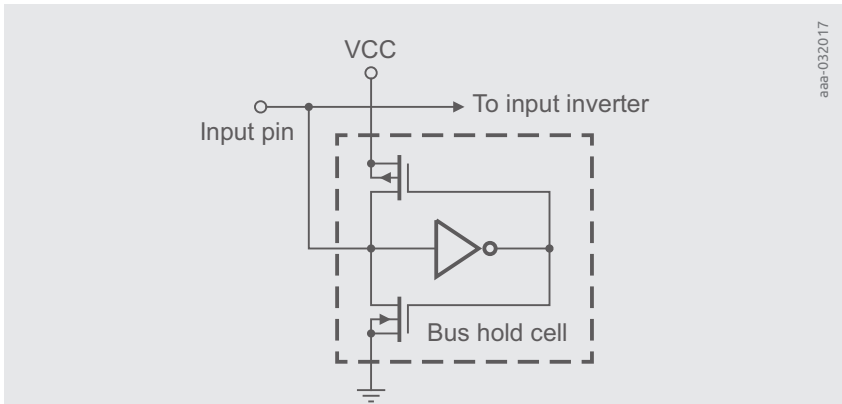 VCC
To input inverter
Input pin
Bus hold cell
aaa-032017